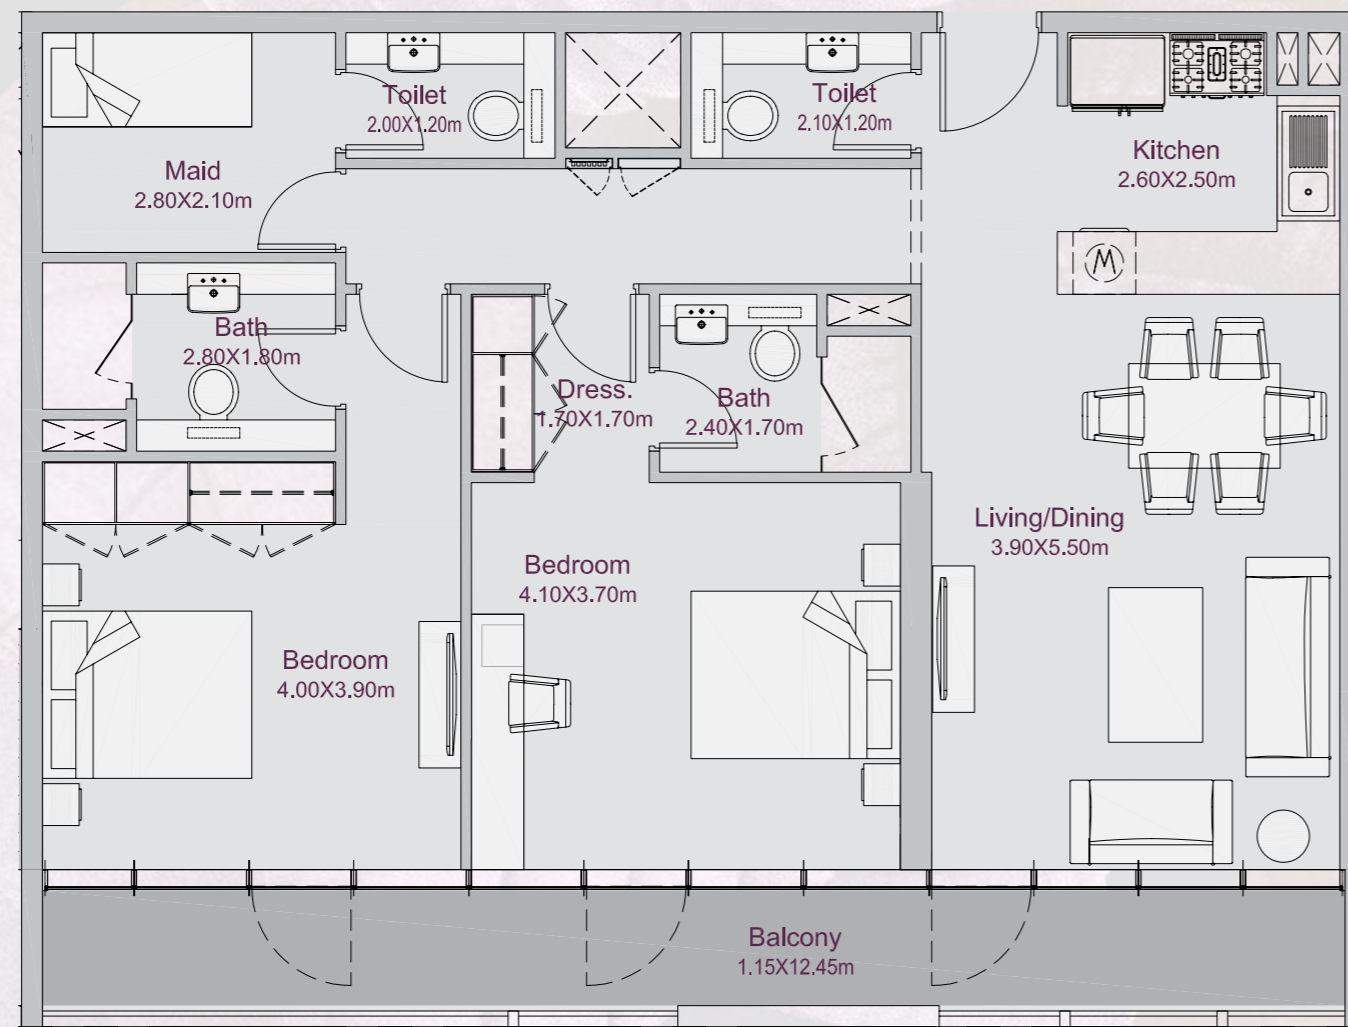 Toilet
2.00X1.20m
Toilet
2.10X1.20m
Maid
2.80X2.10m
Kitchen
2.60X2.50m
W
Bath
2.80X1.80m
Dress.
1.70X1.70m
Bath
2.40X1.70m
Living/Dining
3.90X5.50m
Bedroom
4.10X3.70m
Bedroom
4.00X3.90m
Balcony
1.15X12.45m